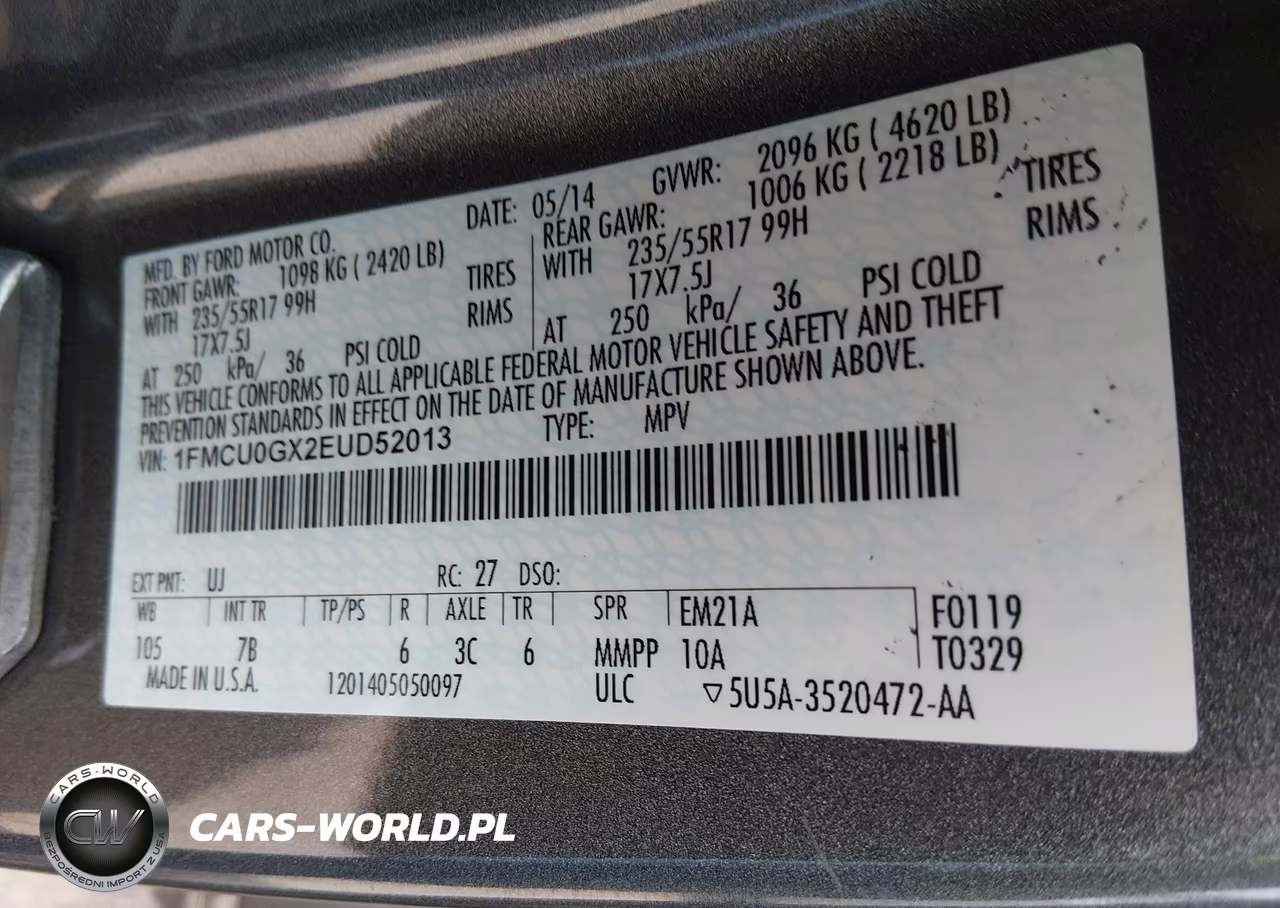 MFD. BY FORD MOTOR CO.
DATE: 05/14
GVWR: 2096 KG ( 4620 LB)
FRONT GAWR: 1098 KG ( 2420 LB)
REAR GAWR: 1006 KG ( 2218 LB)
WITH 235/55R17 99H TIRES
17X7.5J RIMS
AT 250 kPa/ 36 PSI COLD
WITH 235/55R17 99H TIRES
17X7.5J RIMS
AT 250 kPa/ 36 PSI COLD
THIS VEHICLE CONFORMS TO ALL APPLICABLE FEDERAL MOTOR VEHICLE SAFETY AND THEFT
PREVENTION STANDARDS IN EFFECT ON THE DATE OF MANUFACTURE SHOWN ABOVE.
VIN: 1FMCU0GX2EUD52013
TYPE: MPV
EXT PNT: UJ RC: 27 DSO:
WB INT TR TP/PS R AXLE TR SPR EM21A F0119
105 7B 6 3C 6 MMPP 10A T0329
MADE IN U.S.A. 1201405050097 ULC ▽5U5A-3520472-AA
CARS-WORLD
CW
BEZPOŚREDNI IMPORT Z USA
CARS-WORLD.PL